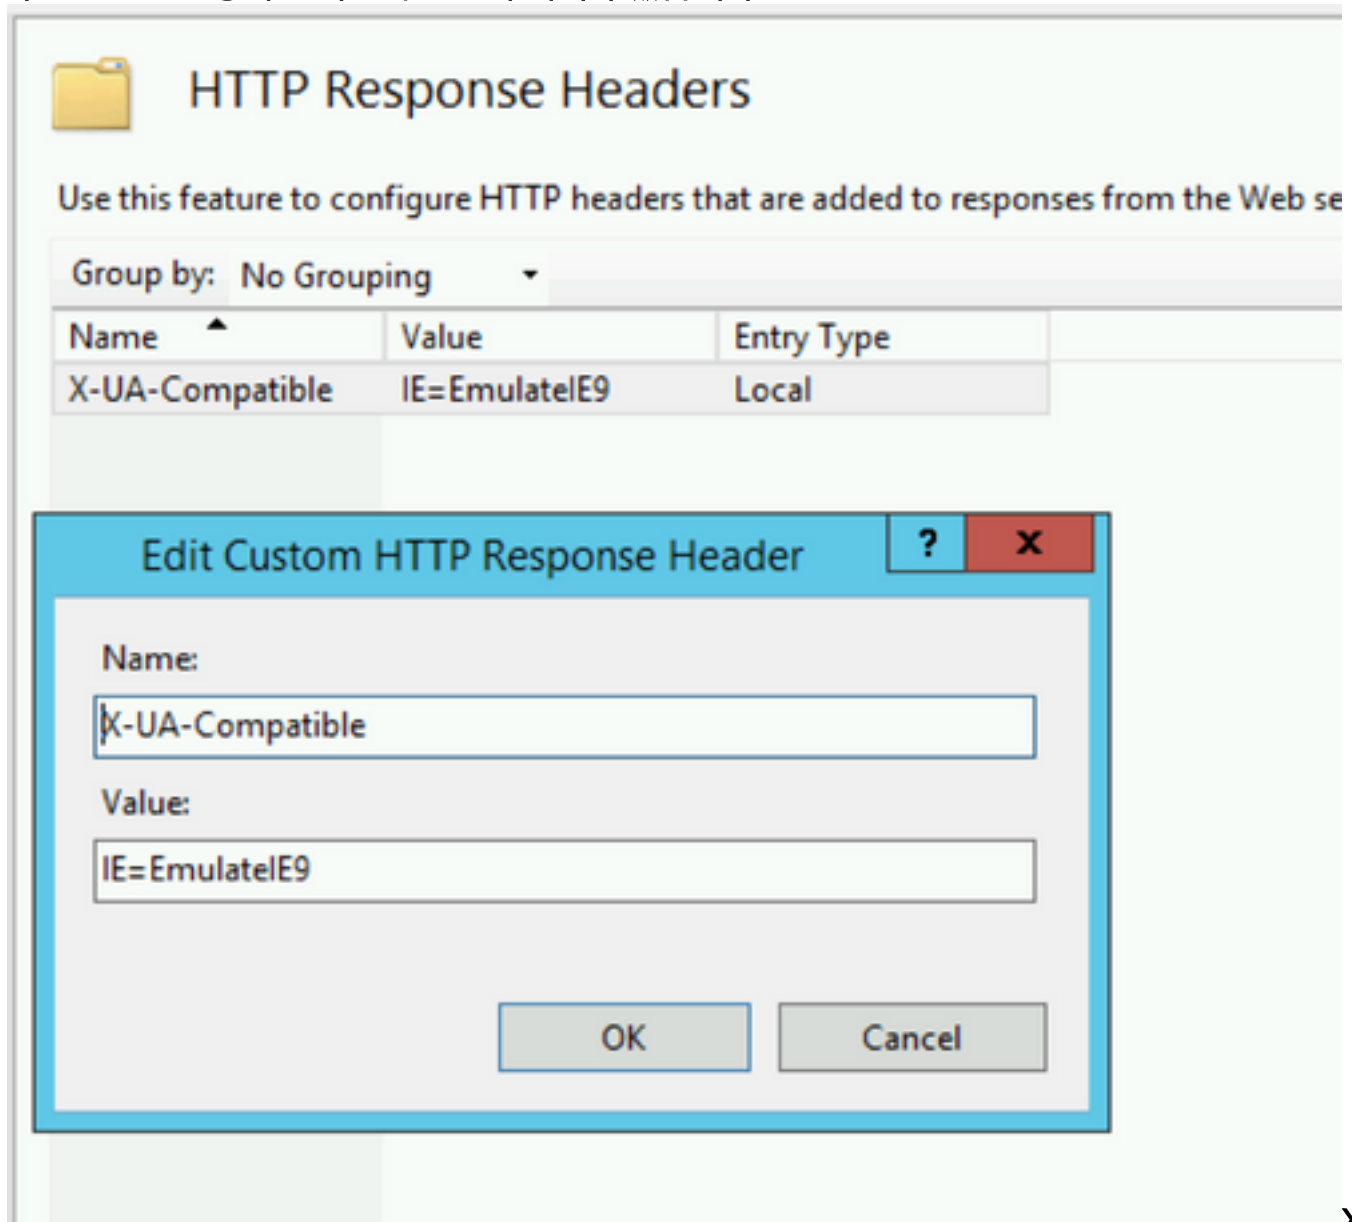 HTTP Response Headers
Use this feature to configure HTTP headers that are added to responses from the Web se
Group by: No Grouping
Name Value Entry Type
X-UA-Compatible IE=EmulateIE9 Local
Edit Custom HTTP Response Header ? X
Name:
X-UA-Compatible
Value:
IE=EmulateIE9
OK Cancel